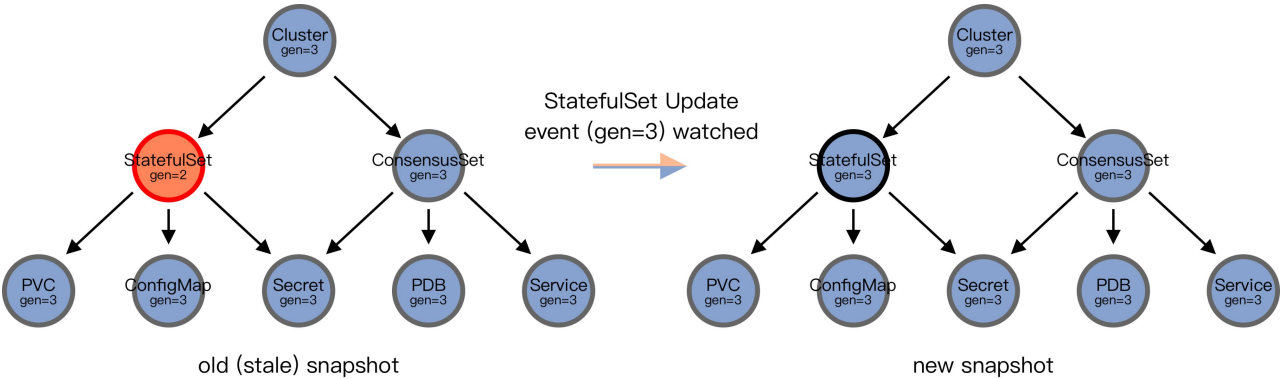 Cluster
gen=3
StatefulSet
gen=2
ConsensusSet
gen=3
PVC
gen=3
ConfigMap
gen=3
Secret
gen=3
PDB
gen=3
Service
gen=3
old (stale) snapshot
StatefulSet Update
event (gen=3) watched
Cluster
gen=3
StatefulSet
gen=3
ConsensusSet
gen=3
PVC
gen=3
ConfigMap
gen=3
Secret
gen=3
PDB
gen=3
Service
gen=3
new snapshot